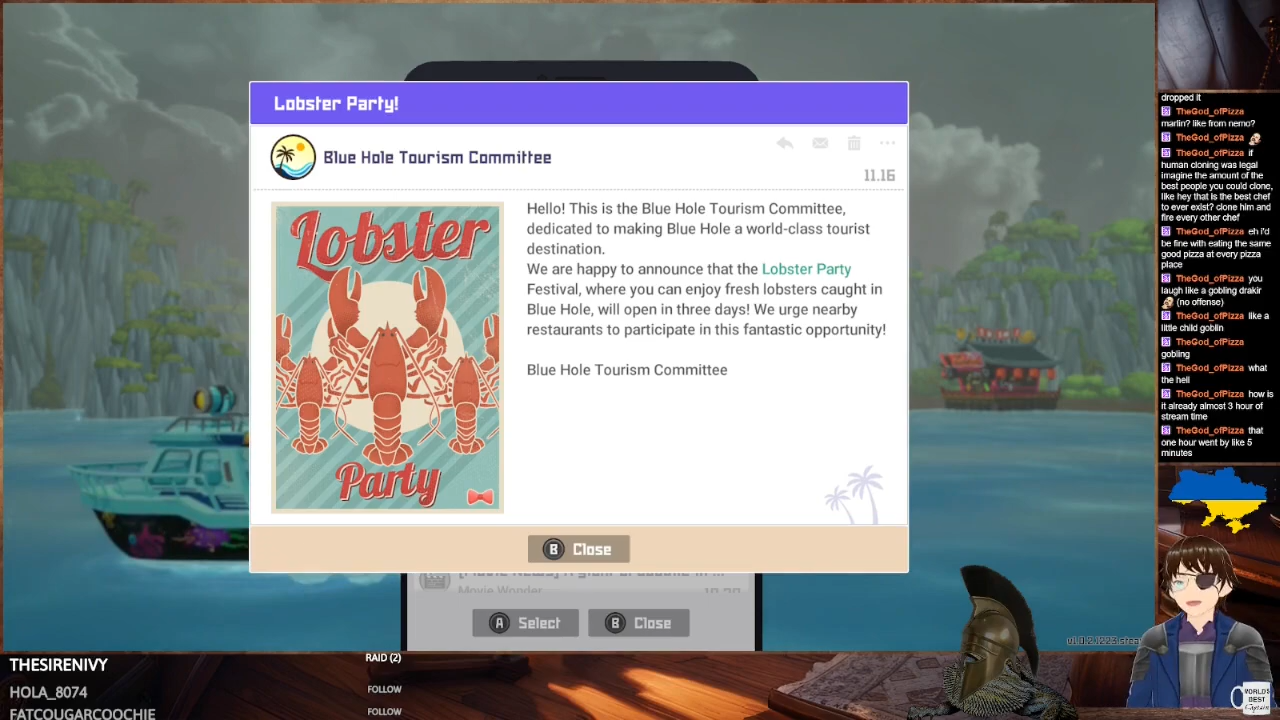 Lobster Party!
Blue Hole Tourism Committee
11.16
Lobster
Party
Hello! This is the Blue Hole Tourism Committee,
dedicated to making Blue Hole a world-class tourist
destination.
We are happy to announce that the Lobster Party
Festival, where you can enjoy fresh lobsters caught in
Blue Hole, will open in three days! We urge nearby
restaurants to participate in this fantastic opportunity!
Blue Hole Tourism Committee
B Close
Movie Wonder
A Select
B Close
dropped it
TheGod_ofPizza
marlin? like from nemo?
TheGod_ofPizza
TheGod_ofPizza if
human cloning was legal
imagine the amount of the
best people you could clone,
like hey that is the best chef
to ever exist? clone him and
fire every other chef
TheGod_ofPizza eh i'd
be fine with eating the same
good pizza at every pizza
place
TheGod_ofPizza you
laugh like a gobling drakir
(no offense)
TheGod_ofPizza like a
little child goblin
TheGod_ofPizza
gobling
TheGod_ofPizza what
the hell
TheGod_ofPizza how is
it already almost 3 hour of
stream time
TheGod_ofPizza that
one hour went by like 5
minutes
THESIRENIVY
RAID (2)
HOLA_8074
FOLLOW
FATCOUGARCOOCHIE
FOLLOW
WORLD'S
BEST